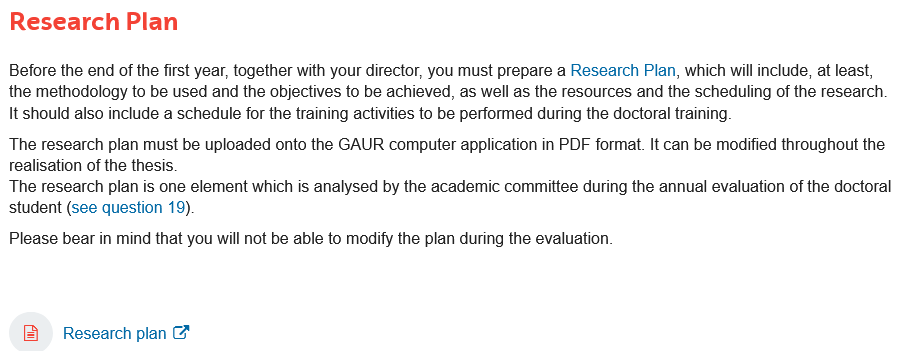 Research Plan
Before the end of the first year, together with your director, you must prepare a Research Plan, which will include, at least,
the methodology to be used and the objectives to be achieved, as well as the resources and the scheduling of the research.
It should also include a schedule for the training activities to be performed during the doctoral training.
The research plan must be uploaded onto the GAUR computer application in PDF format. It can be modified throughout the
realisation of the thesis.
The research plan is one element which is analysed by the academic committee during the annual evaluation of the doctoral
student (see question 19).
Please bear in mind that you will not be able to modify the plan during the evaluation.
Research plan